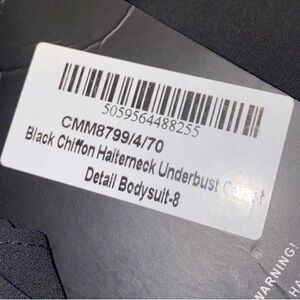 5059564488255
CMM8799/4/70
Black Chiffon Halterneck Underbust
Detail Bodysuit-8
WARNING!